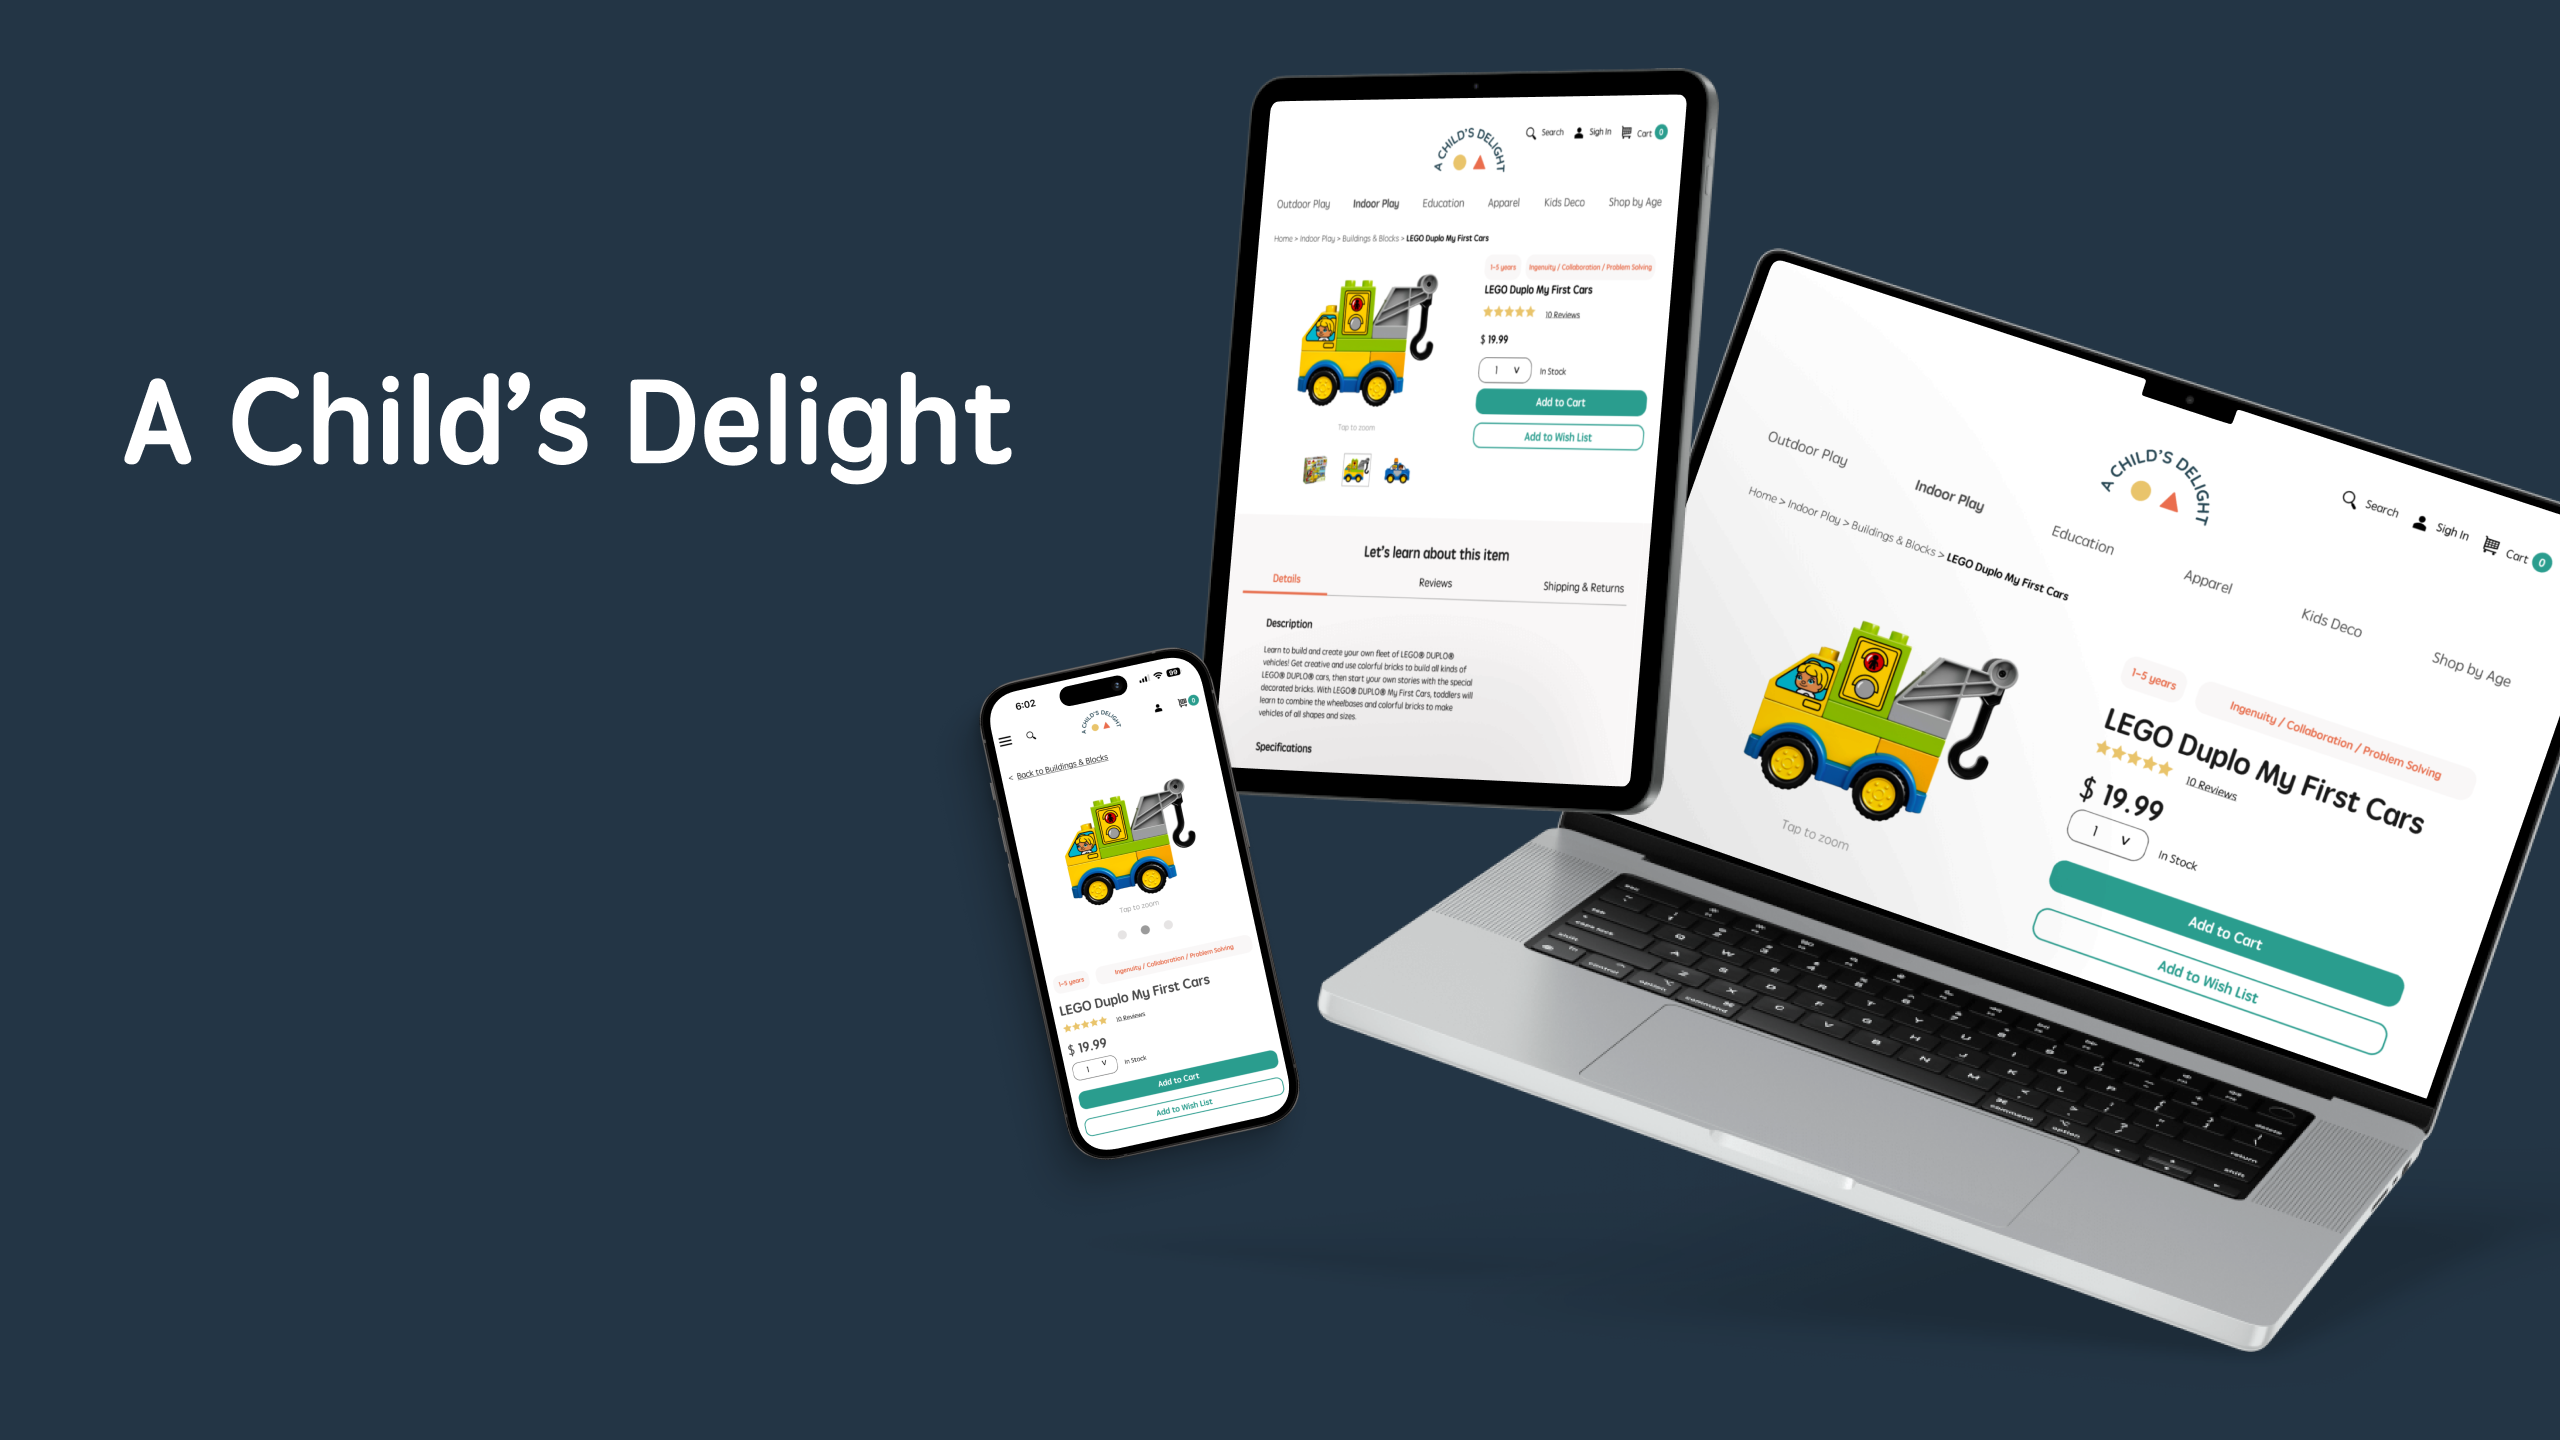 A Child's Delight
A CHILD'S DELIGHT
Search
Sigh In
Cart
0
Outdoor Play
Indoor Play
Education
Apparel
Kids Deco
Shop by Age
Home > Indoor Play > Buildings & Blocks > LEGO Duplo My First Cars
1-5 years
Ingenuity / Collaboration / Problem Solving
LEGO Duplo My First Cars
10 Reviews
$ 19.99
1
In Stock
Add to Cart
Add to Wish List
Tap to zoom
Let's learn about this item
Details
Reviews
Shipping & Returns
Description
Learn to build and create your own fleet of LEGO® DUPLO®
vehicles! Get creative and use colorful bricks to build all kinds of
LEGO® DUPLO® cars, then start your own stories with the special
decorated bricks. With LEGO® DUPLO® My First Cars, toddlers will
learn to combine the wheelbases and colorful bricks to make
vehicles of all shapes and sizes.
Specifications
6:02
99
A CHILD'S DELIGHT
0
< Back to Buildings & Blocks
Tap to zoom
1-5 years
Ingenuity / Collaboration / Problem Solving
LEGO Duplo My First Cars
10 Reviews
$ 19.99
1
In Stock
Add to Cart
Add to Wish List
A CHILD'S DELIGHT
Search
Sigh In
Cart
0
Outdoor Play
Indoor Play
Education
Apparel
Kids Deco
Shop by Age
Home > Indoor Play > Buildings & Blocks > LEGO Duplo My First Cars
1-5 years
Ingenuity / Collaboration / Problem Solving
LEGO Duplo My First Cars
10 Reviews
$ 19.99
1
In Stock
Add to Cart
Add to Wish List
Tap to zoom